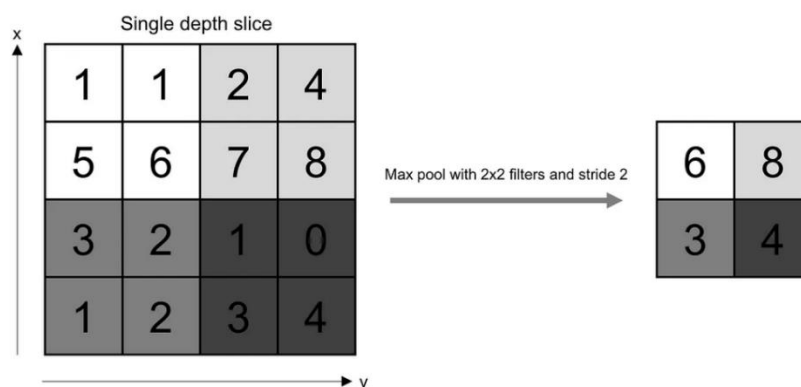 Single depth slice
x
1 1 2 4
5 6 7 8
3 2 1 0
1 2 3 4
y
Max pool with 2x2 filters and stride 2
6 8
3 4